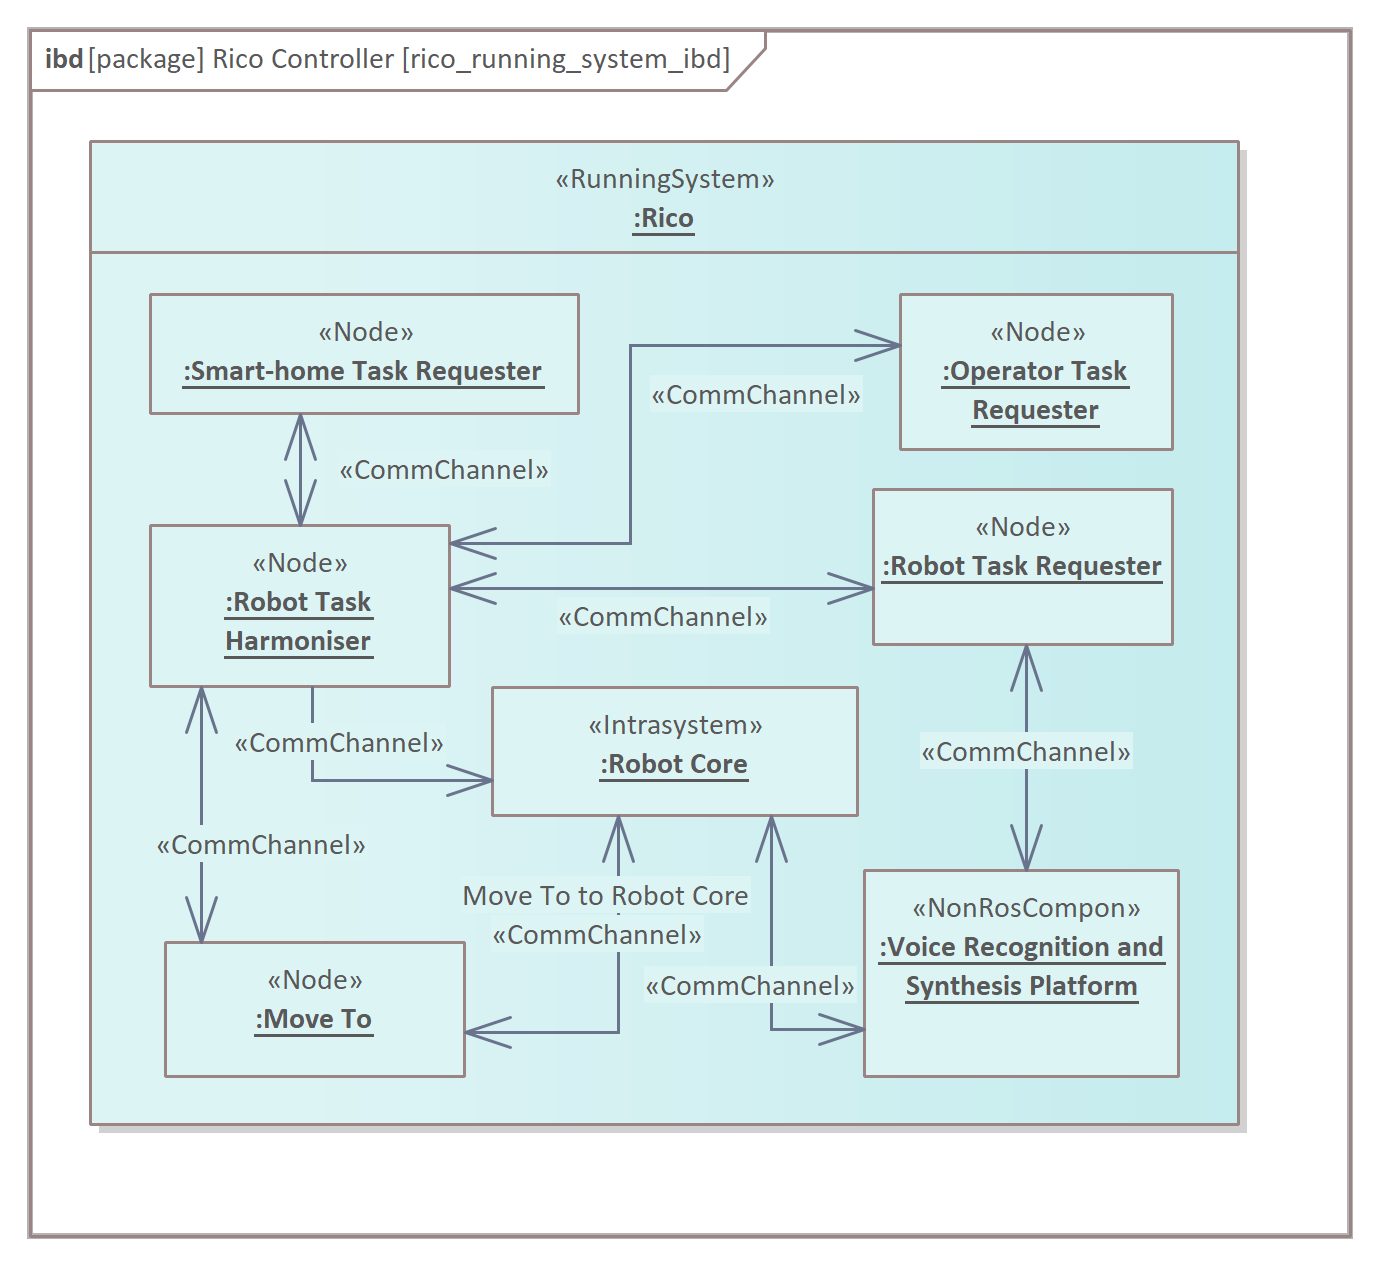 ibd [package] Rico Controller [rico_running_system_ibd]
«RunningSystem»
:Rico
«Node»
:Smart-home Task Requester
«Node»
:Operator Task
Requester
«CommChannel»
«CommChannel»
«Node»
:Robot Task
Harmoniser
«Node»
:Robot Task Requester
«CommChannel»
«CommChannel»
«Intrasystem»
:Robot Core
«CommChannel»
«CommChannel»
Move To to Robot Core
«CommChannel»
«CommChannel»
«NonRosCompon»
:Voice Recognition and
Synthesis Platform
«Node»
:Move To